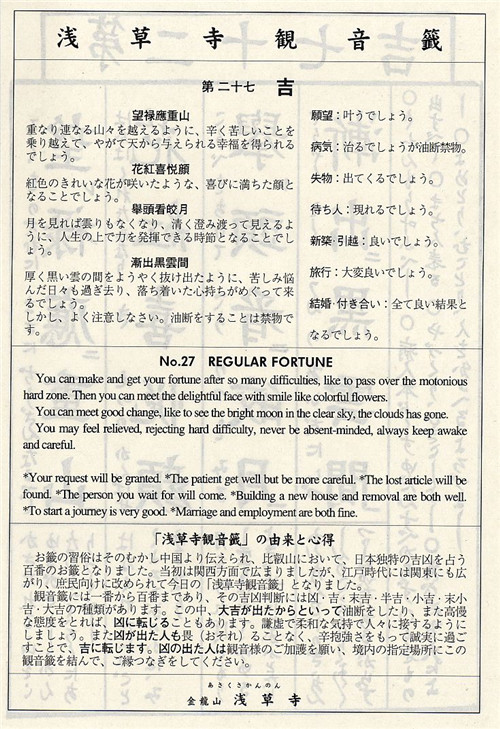 浅草寺観音籤
第二十七 吉
望禄應重山
重なり連なる山々を越えるように、辛く苦しいことを
乗り越えて、やがて天から与えられる幸福を得られる
でしょう。
花紅喜悦顔
紅色のきれいな花が咲いたような、喜びに満ちた顔と
なることでしょう。
擧頭看皎月
月を見れば雲りもなくなり、清く澄み渡って見えるよ
うに、人生の上で力を発揮できる時節となることでしょ
う。
漸出黒雲間
厚く黒い雲の間をようやく抜け出たように、苦しみ悩
んだ日々も過ぎ去り、落ち着いた心持ちがめぐって来
るでしょう。
しかし、よく注意しなさい。油断をすることは禁物で
す。
願望：叶うでしょう。
病気：治るでしょうが油断禁物。
失物：出てくるでしょう。
待ち人：現れるでしょう。
新築·引越：良いでしょう。
旅行：大変良いでしょう。
結婚·付き合い：全て良い結果と
なるでしょう。
No.27 REGULAR FORTUNE
You can make and get your fortune after so many difficulties, like to pass over the motonious
hard zone. Then you can meet the delightful face with smile like colorful flowers.
You can meet good change, like to see the bright moon in the clear sky, the clouds has gone.
You may feel relieved, rejecting hard difficulty, never be absent-minded, always keep awake
and careful.
*Your request will be granted. *The patient get well but be more careful. *The lost article will be
found. *The person you wait for will come. *Building a new house and removal are both well.
*To start a journey is very good. *Marriage and employment are both fine.
「浅草寺観音籤」の由来と心得
お籤の習俗はそのむかし中国より伝えられ、比叡山において、日本独特の吉凶を占う
百番のお籤となりました。当初は関西方面で広まりましたが、江戸時代には関東にも広
がり、庶民向けに改められて今日の「浅草寺観音籤」となりました。
観音籤には一番から百番まであり、その吉凶判断には凶・吉・末吉・半吉・小吉・末小
吉・大吉の7種類があります。この中、大吉が出たからといって油断をしたり、また高慢
な態度をとれば、凶に転じることもあります。謙虚で柔和な気持で人々に接するように
しましょう。また凶が出た人も畏（おそれ）ることなく、辛抱強さをもって誠実に過ご
すことで、吉に転じます。凶の出た人は観音様のご加護を願い、境内の指定場所にこの
観音籤を結んで、ご縁つなぎをしてください。
あさくさかんのん
金龍山 浅草寺